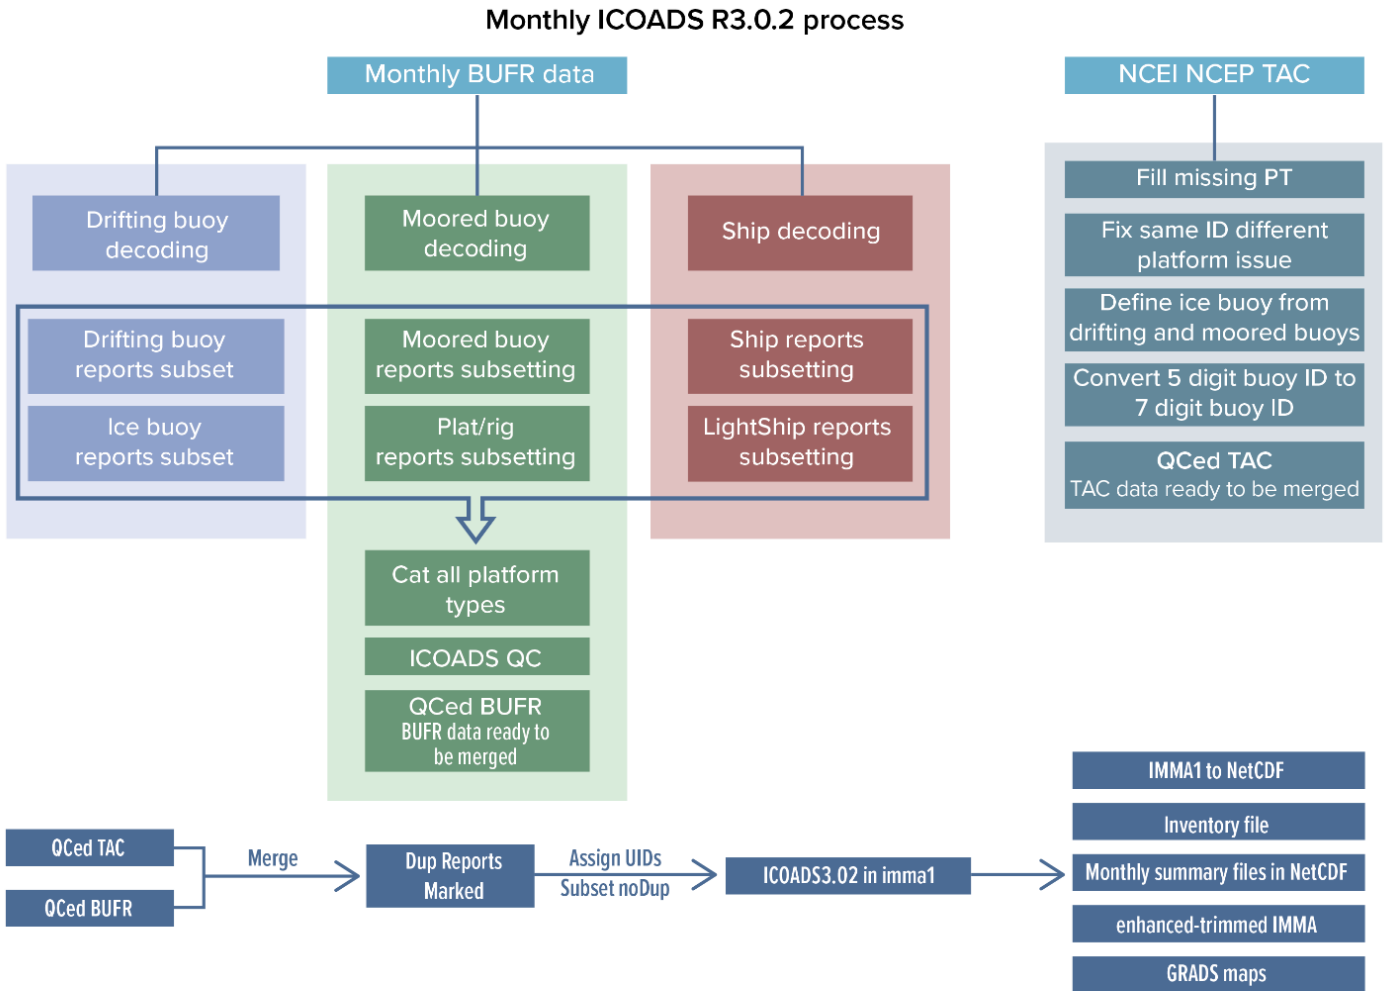 Monthly ICOADS R3.0.2 process
Monthly BUFR data
NCEI NCEP TAC
Drifting buoy
decoding
Moored buoy
decoding
Ship decoding
Drifting buoy
reports subset
Moored buoy
reports subsetting
Ship reports
subsetting
Ice buoy
reports subset
Plat/rig
reports subsetting
LightShip reports
subsetting
Cat all platform
types
ICOADS QC
QCed BUFR
BUFR data ready to
be merged
Fill missing PT
Fix same ID different
platform issue
Define ice buoy from
drifting and moored buoys
Convert 5 digit buoy ID to
7 digit buoy ID
QCed TAC
TAC data ready to be merged
QCed TAC
QCed BUFR
Merge
Dup Reports
Marked
Assign UIDs
Subset noDup
ICOADS3.02 in imma1
IMMA1 to NetCDF
Inventory file
Monthly summary files in NetCDF
enhanced-trimmed IMMA
GRADS maps